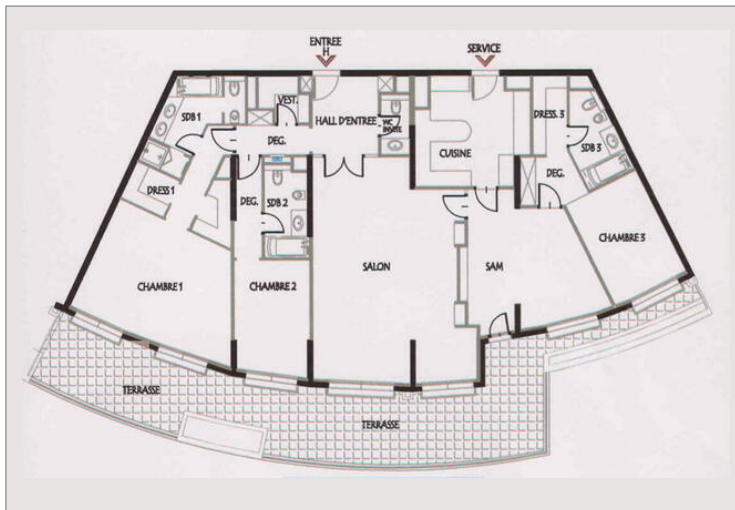 ENTREE
H
SERVICE
VEST.
HALL D'ENTREE
WC
INVITE
SDB 1
DEG.
CUISINE
DRESS. 3
SDB 3
DEG.
DRESS 1
DEG.
SDB 2
CHAMBRE 1
CHAMBRE 2
SALON
SAM
CHAMBRE 3
TERRASSE
TERRASSE